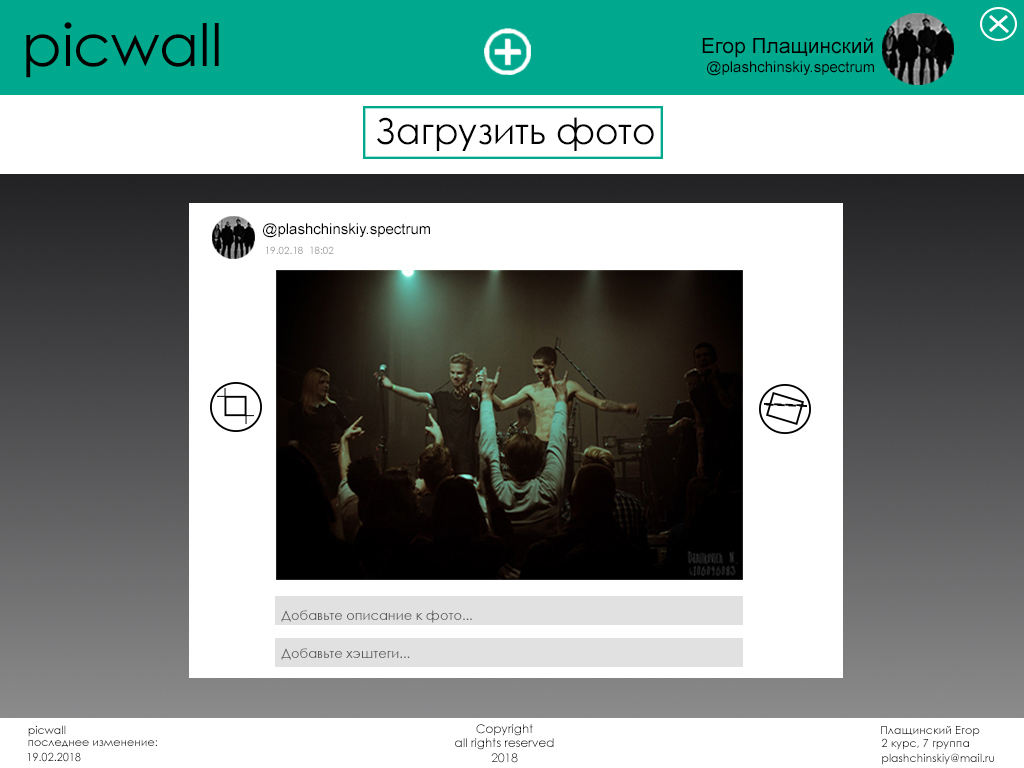 picwall
Егор Плащинский
@plashchinskiy.spectrum
Загрузить фото
@plashchinskiy.spectrum
19.02.18 18:02
Добавьте описание к фото...
Добавьте хэштеги...
picwall
последнее изменение:
19.02.2018
Copyright
all rights reserved
2018
Плащинский Егор
2 курс, 7 группа
plashchinskiy@mail.ru